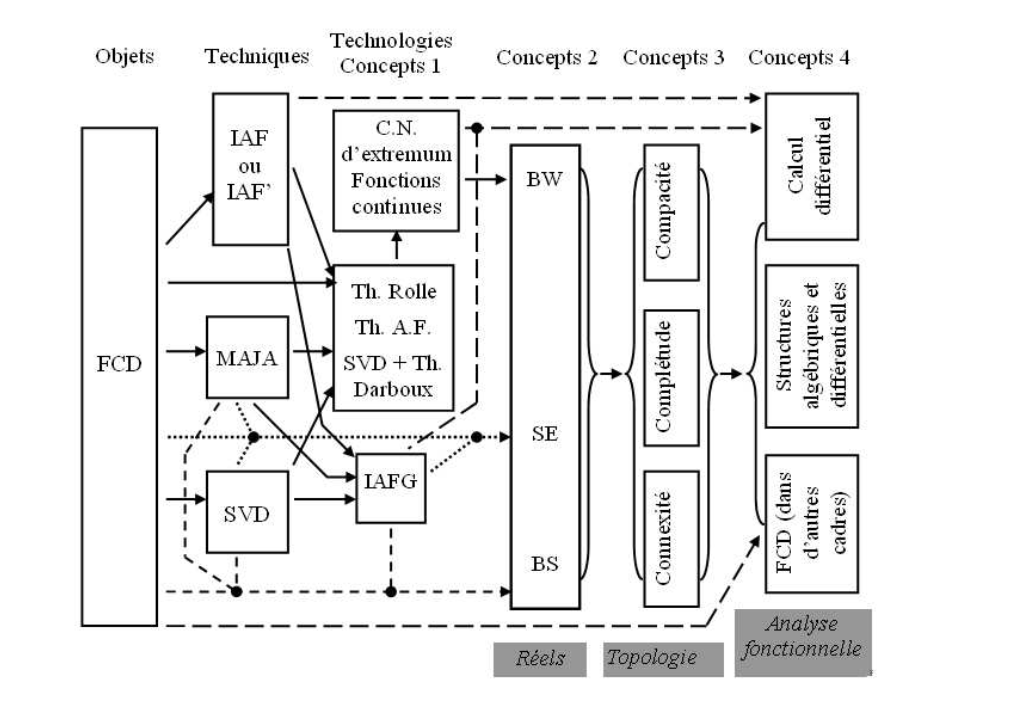 Objets
Techniques
Technologies
Concepts 1
Concepts 2
Concepts 3
Concepts 4
FCD
IAF
ou
IAF’
MAJA
SVD
C.N.
d’extremum
Fonctions
continues
Th. Rolle
Th. A.F.
SVD + Th.
Darboux
IAFG
BW
SE
BS
Compacité
Complétude
Connexité
Calcul
différentiel
Structures
algébriques et
différentielles
FCD (dans
d’autres
cadres)
Réels
Topologie
Analyse
fonctionnelle